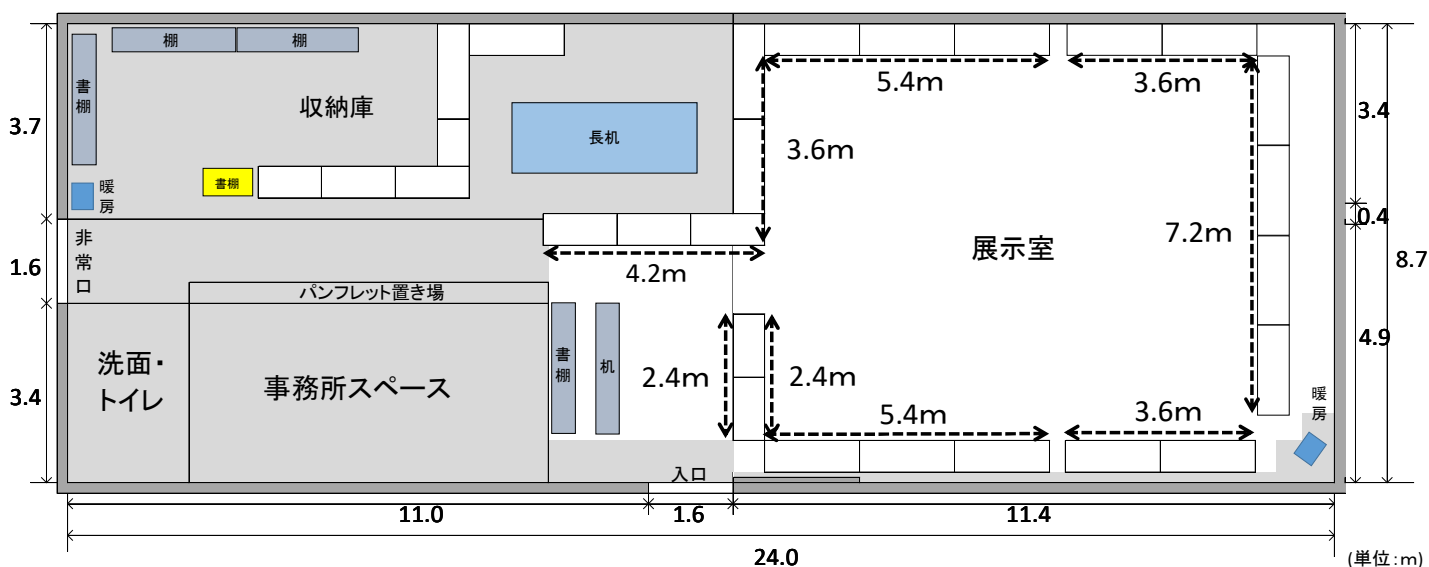 棚
棚
書
棚
収納庫
5.4m
3.6m
3.7
長机
3.6m
3.4
書棚
暖
房
0.4
非
常
口
展示室
7.2m
8.7
1.6
4.2m
パンフレット置き場
洗面・
トイレ
事務所スペース
書
棚
机
2.4m
2.4m
4.9
3.4
5.4m
3.6m
暖
房
入口
11.0
1.6
11.4
24.0
(単位:m)